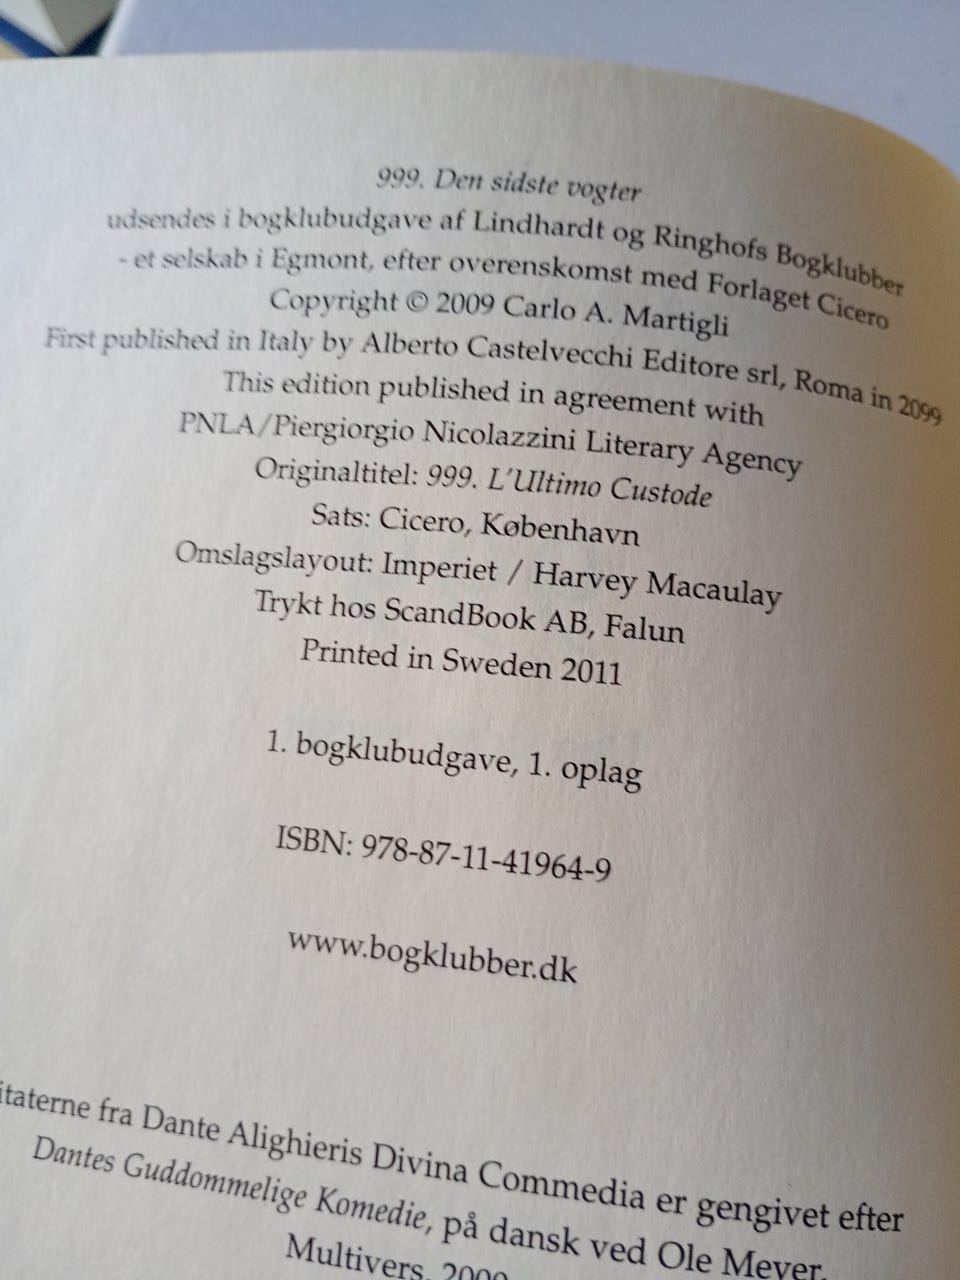 999. Den sidste vogter
udsendes i bogklubudgave af Lindhardt og Ringhofs Bogklubber
- et selskab i Egmont, efter overenskomst med Forlaget Cicero
Copyright © 2009 Carlo A. Martigli
First published in Italy by Alberto Castelvecchi Editore srl, Roma in 2099
This edition published in agreement with
PNLA/Piergiorgio Nicolazzini Literary Agency
Originaltitel: 999. L'Ultimo Custode
Sats: Cicero, København
Omslagslayout: Imperiet / Harvey Macaulay
Trykt hos ScandBook AB, Falun
Printed in Sweden 2011
1. bogklubudgave, 1. oplag
ISBN: 978-87-11-41964-9
www.bogklubber.dk
itaterne fra Dante Alighieris Divina Commedia er gengivet efter
Dantes Guddommelige Komedie, på dansk ved Ole Meyer,
Multivers, 2000